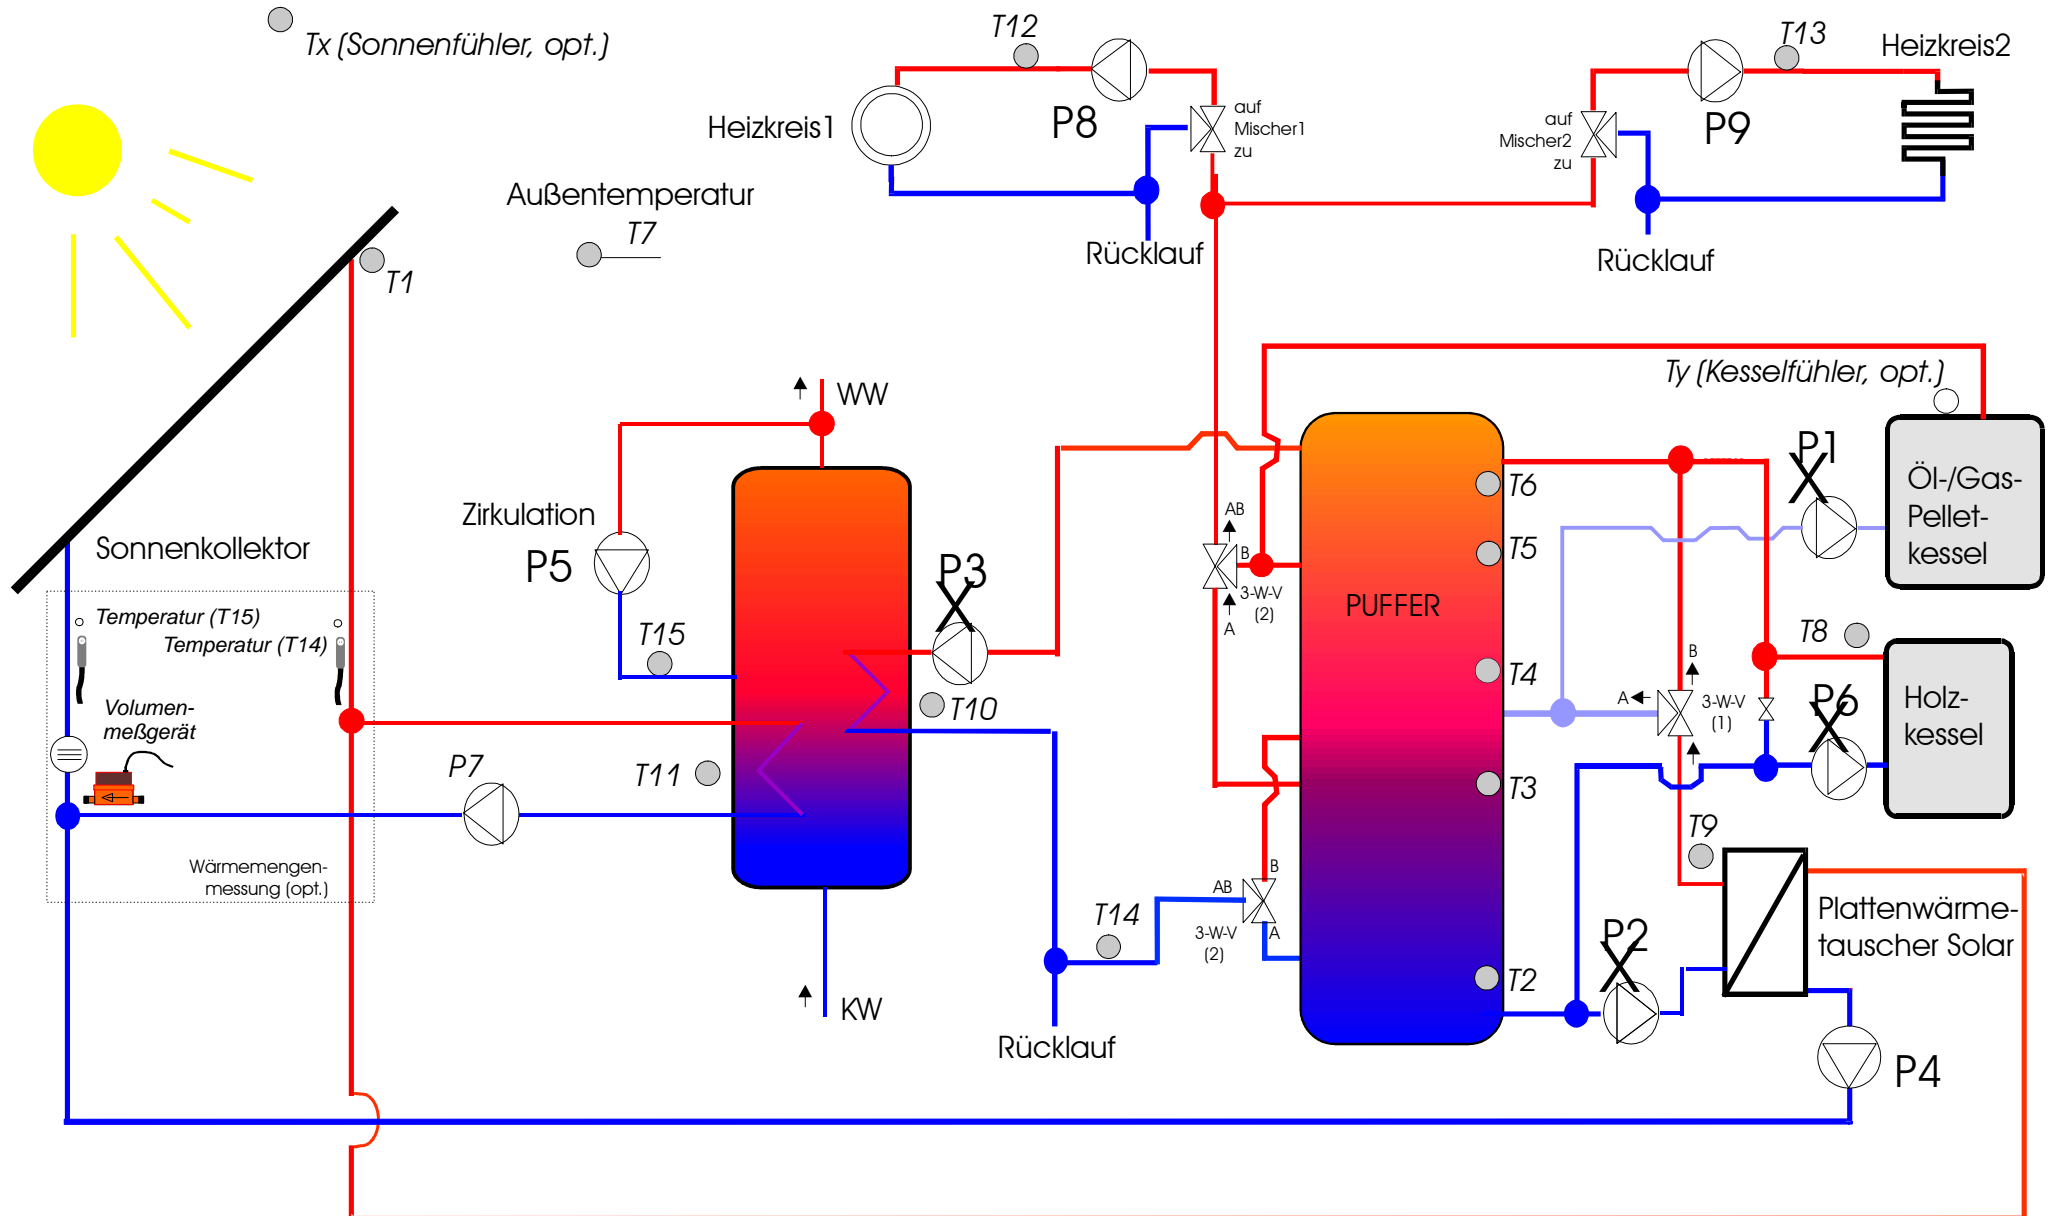 Tx (Sonnenfühler, opt.)
T12
T13
Heizkreis2
P8
P9
auf
Mischer1
zu
auf
Mischer2
zu
Heizkreis1
Außentemperatur
T7
Rücklauf
Rücklauf
T1
Ty (Kesselfühler, opt.)
WW
P1
Öl-/Gas-
Pellet-
kessel
T6
Zirkulation
P5
AB
B
3-W-V
(2)
A
T5
Sonnenkollektor
P3
PUFFER
Temperatur (T15)
Temperatur (T14)
T15
T8
T4
B
A
3-W-V
(1)
P6
Holz-
kessel
T10
Volumen-
meßgerät
P7
T11
T3
T9
Wärmemengen-
messung (opt.)
B
AB
A
3-W-V
(2)
T14
P2
Plattenwärme-
tauscher Solar
T2
KW
Rücklauf
P4